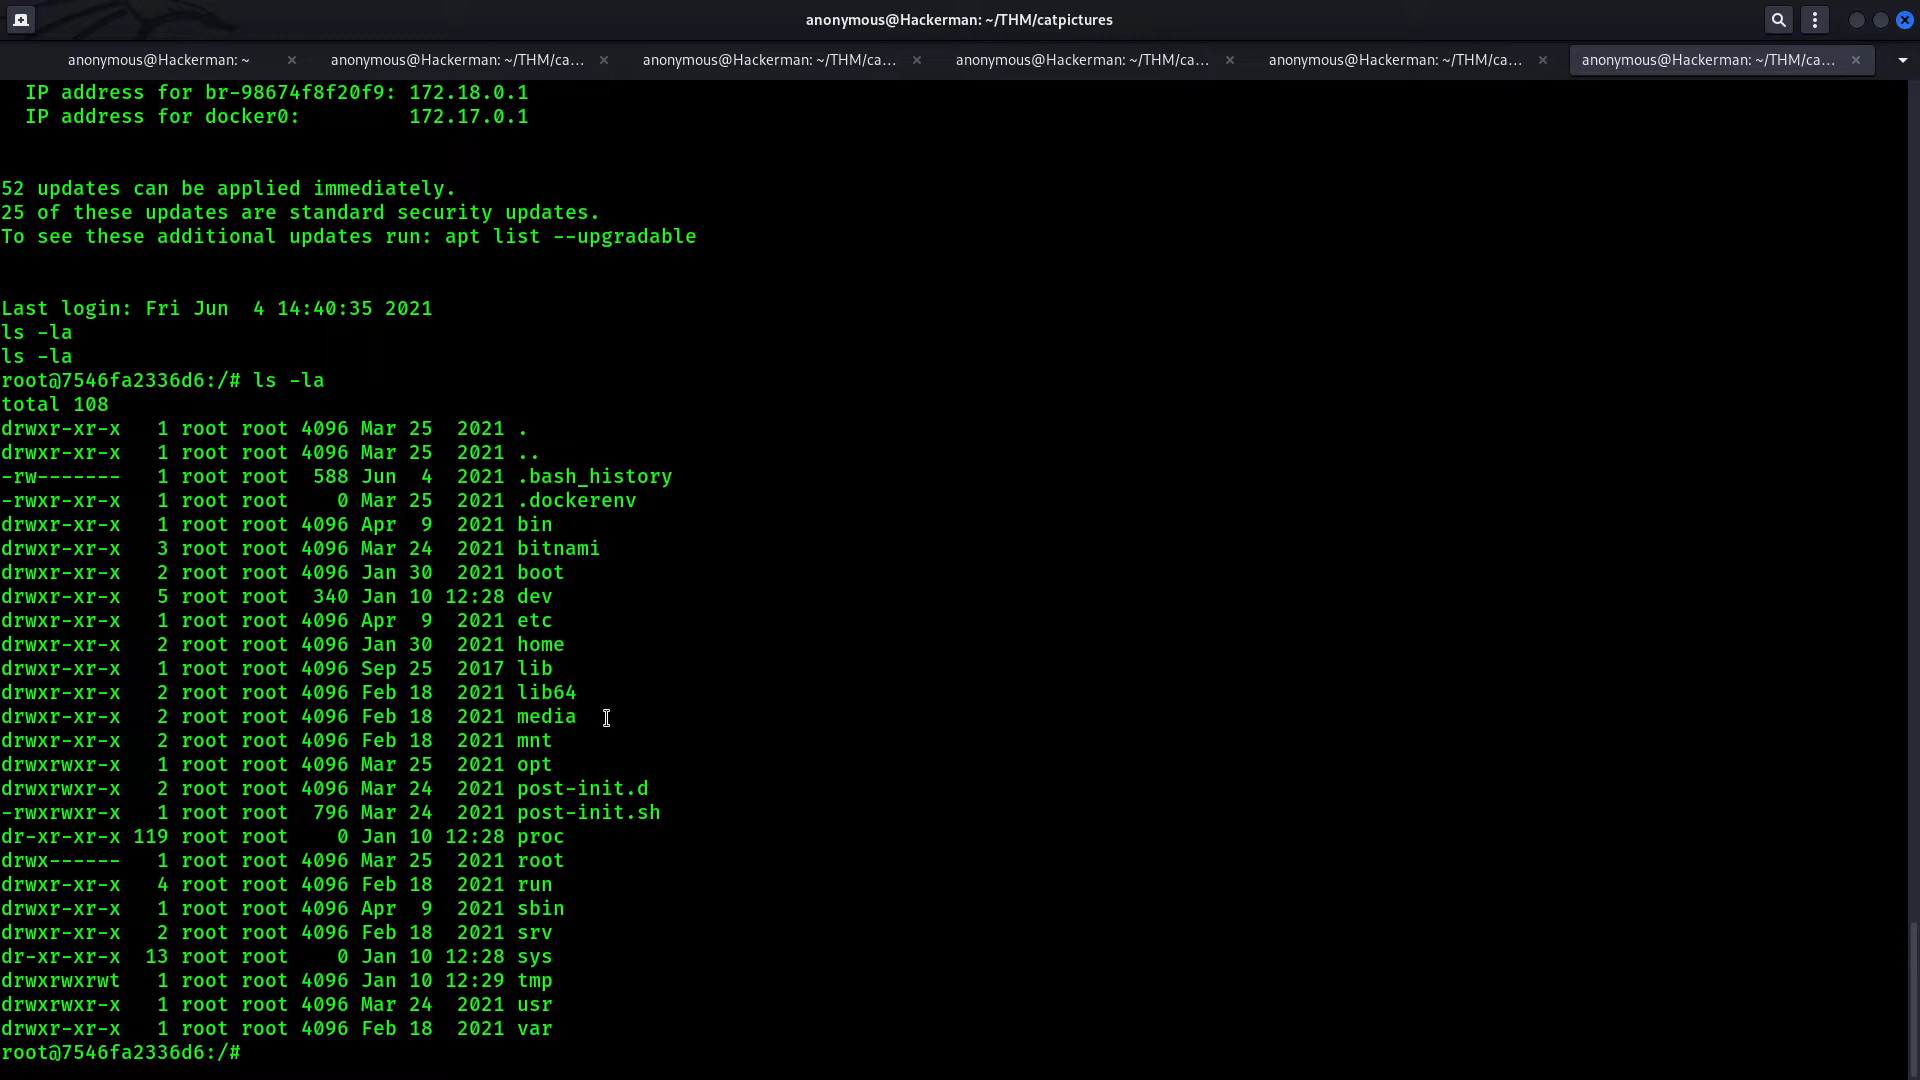 anonymous@Hackerman: ~/THM/catpictures
anonymous@Hackerman: ~
anonymous@Hackerman: ~/THM/ca...
anonymous@Hackerman: ~/THM/ca...
anonymous@Hackerman: ~/THM/ca...
anonymous@Hackerman: ~/THM/ca...
anonymous@Hackerman: ~/THM/ca...
  IP address for br-98674f8f20f9: 172.18.0.1
  IP address for docker0:         172.17.0.1
52 updates can be applied immediately.
25 of these updates are standard security updates.
To see these additional updates run: apt list --upgradable
Last login: Fri Jun  4 14:40:35 2021
ls -la
ls -la
root@7546fa2336d6:/# ls -la
total 108
drwxr-xr-x   1 root root 4096 Mar 25  2021 .
drwxr-xr-x   1 root root 4096 Mar 25  2021 ..
-rw-------   1 root root  588 Jun  4  2021 .bash_history
-rwxr-xr-x   1 root root    0 Mar 25  2021 .dockerenv
drwxr-xr-x   1 root root 4096 Apr  9  2021 bin
drwxr-xr-x   3 root root 4096 Mar 24  2021 bitnami
drwxr-xr-x   2 root root 4096 Jan 30  2021 boot
drwxr-xr-x   5 root root  340 Jan 10 12:28 dev
drwxr-xr-x   1 root root 4096 Apr  9  2021 etc
drwxr-xr-x   2 root root 4096 Jan 30  2021 home
drwxr-xr-x   1 root root 4096 Sep 25  2017 lib
drwxr-xr-x   2 root root 4096 Feb 18  2021 lib64
drwxr-xr-x   2 root root 4096 Feb 18  2021 media
drwxr-xr-x   2 root root 4096 Feb 18  2021 mnt
drwxrwxr-x   1 root root 4096 Mar 25  2021 opt
drwxrwxr-x   2 root root 4096 Mar 24  2021 post-init.d
-rwxrwxr-x   1 root root  796 Mar 24  2021 post-init.sh
dr-xr-xr-x 119 root root    0 Jan 10 12:28 proc
drwx------   1 root root 4096 Mar 25  2021 root
drwxr-xr-x   4 root root 4096 Feb 18  2021 run
drwxr-xr-x   1 root root 4096 Apr  9  2021 sbin
drwxr-xr-x   2 root root 4096 Feb 18  2021 srv
dr-xr-xr-x  13 root root    0 Jan 10 12:28 sys
drwxrwxrwt   1 root root 4096 Jan 10 12:29 tmp
drwxrwxr-x   1 root root 4096 Mar 24  2021 usr
drwxr-xr-x   1 root root 4096 Feb 18  2021 var
root@7546fa2336d6:/#